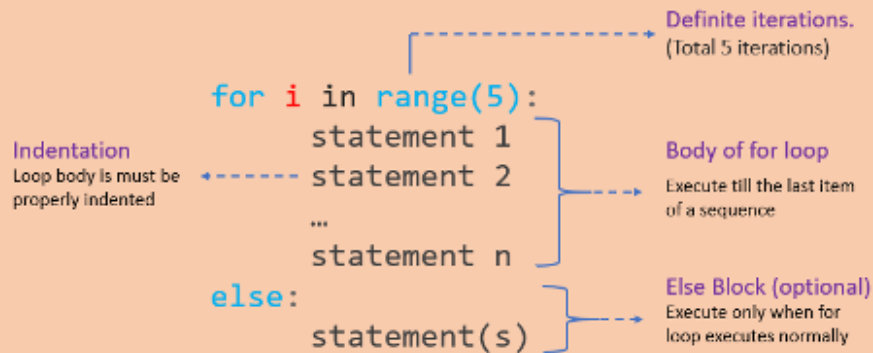 Definite iterations.
(Total 5 iterations)
for i in range(5):
statement 1
Indentation
Loop body is must be
properly indented
statement 2
…
statement n
Body of for loop
Execute till the last item
of a sequence
else:
statement(s)
Else Block (optional)
Execute only when for
loop executes normally